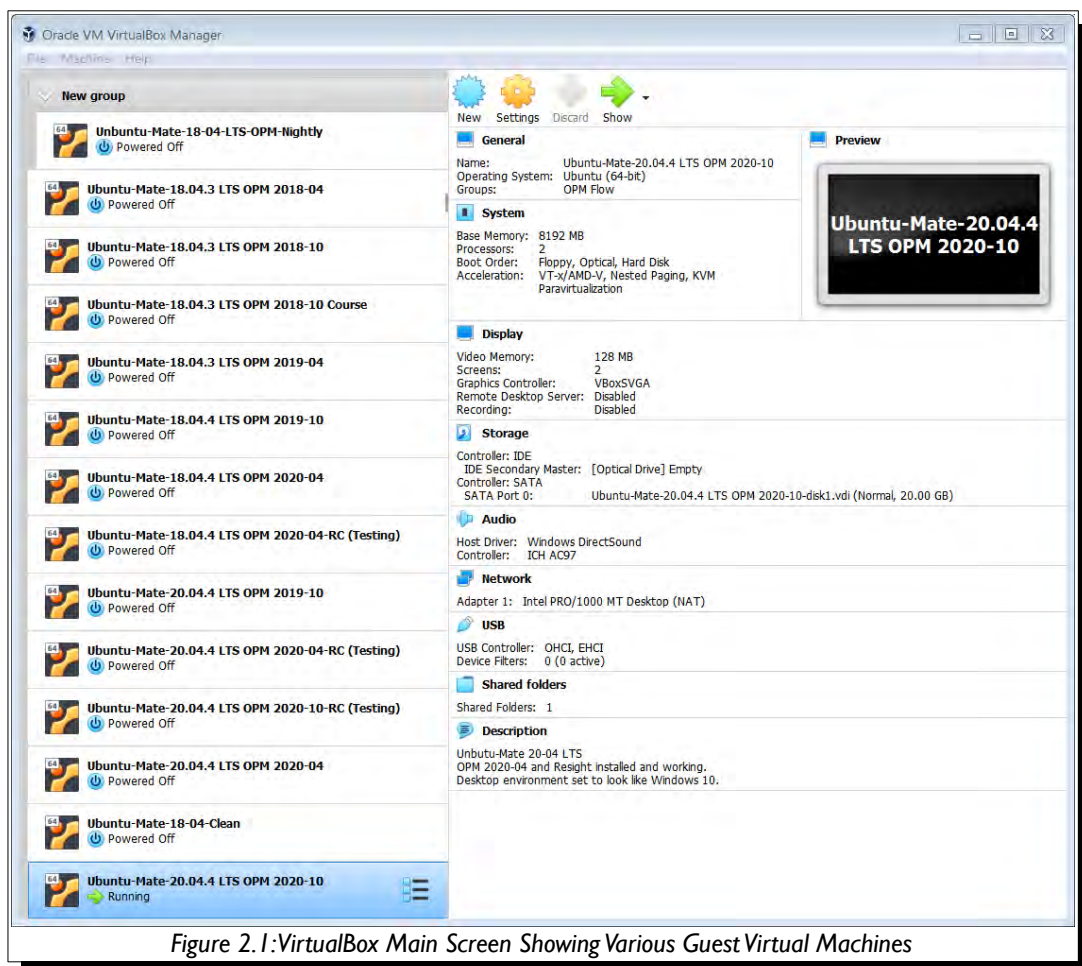 Oracle VM VirtualBox Manager
File Machine Help
New group
64
Unbuntu-Mate-18-04-LTS-OPM-Nightly
Powered Off
64
Ubuntu-Mate-18.04.3 LTS OPM 2018-04
Powered Off
64
Ubuntu-Mate-18.04.3 LTS OPM 2018-10
Powered Off
64
Ubuntu-Mate-18.04.3 LTS OPM 2018-10 Course
Powered Off
64
Ubuntu-Mate-18.04.3 LTS OPM 2019-04
Powered Off
64
Ubuntu-Mate-18.04.4 LTS OPM 2019-10
Powered Off
64
Ubuntu-Mate-18.04.4 LTS OPM 2020-04
Powered Off
64
Ubuntu-Mate-18.04.4 LTS OPM 2020-04-RC (Testing)
Powered Off
64
Ubuntu-Mate-20.04.4 LTS OPM 2019-10
Powered Off
64
Ubuntu-Mate-20.04.4 LTS OPM 2020-04-RC (Testing)
Powered Off
64
Ubuntu-Mate-20.04.4 LTS OPM 2020-10-RC (Testing)
Powered Off
64
Ubuntu-Mate-20.04.4 LTS OPM 2020-04
Powered Off
64
Ubuntu-Mate-18-04-Clean
Powered Off
64
Ubuntu-Mate-20.04.4 LTS OPM 2020-10
Running
New Settings Discard Show
General
Name: Ubuntu-Mate-20.04.4 LTS OPM 2020-10
Operating System: Ubuntu (64-bit)
Groups: OPM Flow
Preview
Ubuntu-Mate-20.04.4
LTS OPM 2020-10
System
Base Memory: 8192 MB
Processors: 2
Boot Order: Floppy, Optical, Hard Disk
Acceleration: VT-x/AMD-V, Nested Paging, KVM
Paravirtualization
Display
Video Memory: 128 MB
Screens: 2
Graphics Controller: VBoxSVGA
Remote Desktop Server: Disabled
Recording: Disabled
Storage
Controller: IDE
IDE Secondary Master: [Optical Drive] Empty
Controller: SATA
SATA Port 0: Ubuntu-Mate-20.04.4 LTS OPM 2020-10-disk1.vdi (Normal, 20.00 GB)
Audio
Host Driver: Windows DirectSound
Controller: ICH AC97
Network
Adapter 1: Intel PRO/1000 MT Desktop (NAT)
USB
USB Controller: OHCI, EHCI
Device Filters: 0 (0 active)
Shared folders
Shared Folders: 1
Description
Unbutu-Mate 20-04 LTS
OPM 2020-04 and Resight installed and working.
Desktop environment set to look like Windows 10.
Figure 2.1:VirtualBox Main Screen Showing Various Guest Virtual Machines